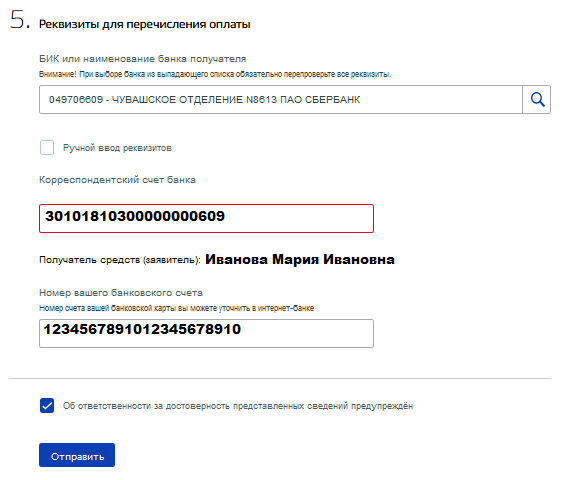 5. Реквизиты для перечисления оплаты
БИК или наименование банка получателя
Внимание! При выборе банка из выпадающего списка обязательно перепроверьте все реквизиты.
049706609 - ЧУВАШСКОЕ ОТДЕЛЕНИЕ N8613 ПАО СБЕРБАНК
Ручной ввод реквизитов
Корреспондентский счет банка
30101810300000000609
Получатель средств (заявитель): Иванова Мария Ивановна
Номер вашего банковского счета
Номер счета вашей банковской карты вы можете уточнить в интернет-банке
1234567891012345678910
Об ответственности за достоверность представленных сведений предупреждён
Отправить